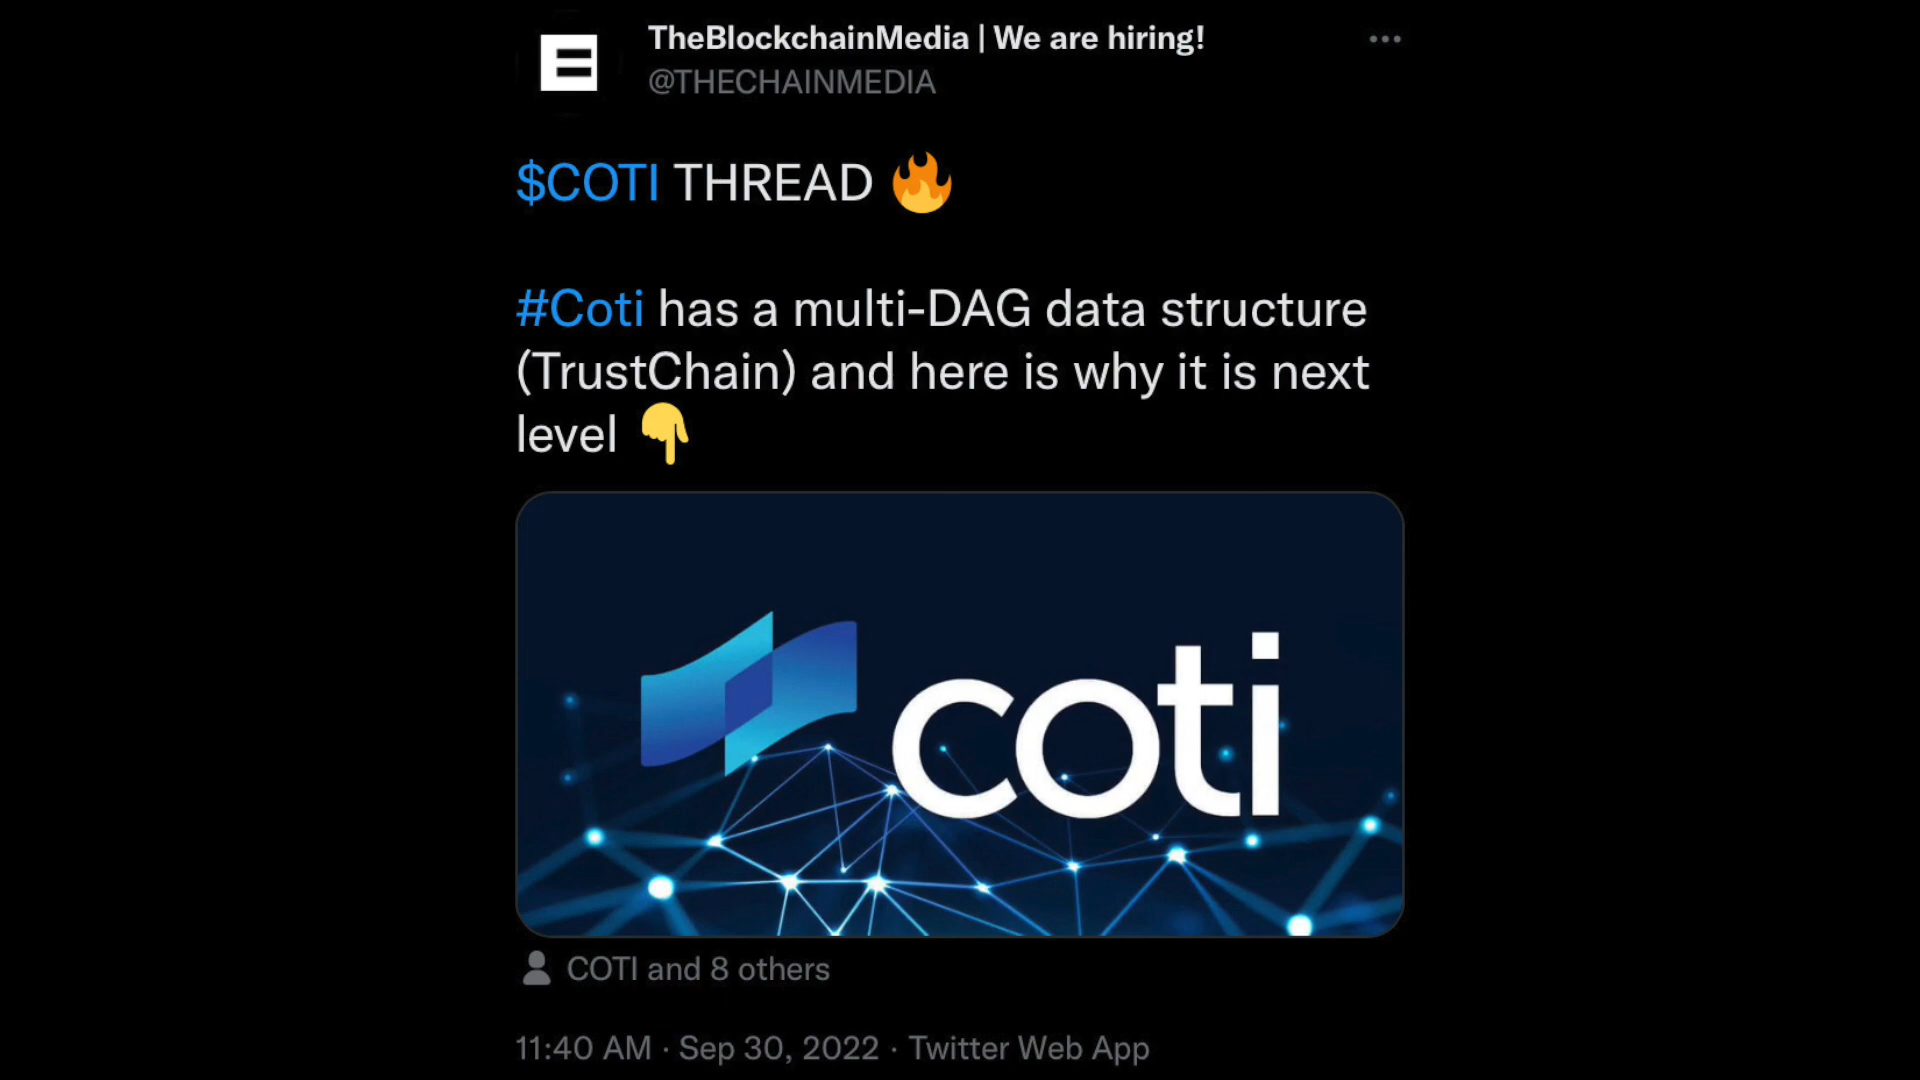 TheBlockchainMedia | We are hiring!
@THECHAINMEDIA
$COTI THREAD 🔥
#Coti has a multi-DAG data structure
(TrustChain) and here is why it is next
level 👇
coti
COTI and 8 others
11:40 AM · Sep 30, 2022 · Twitter Web App